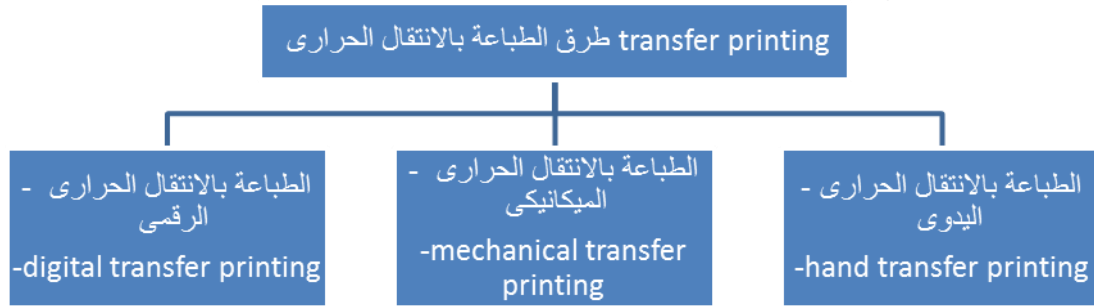 طرق الطباعة بالانتقال الحرارى transfer printing
الطباعة بالانتقال الحرارى -
اليدوى
-hand transfer printing
الطباعة بالانتقال الحرارى -
الميكانيكى
-mechanical transfer
printing
الطباعة بالانتقال الحرارى -
الرقمى
-digital transfer printing